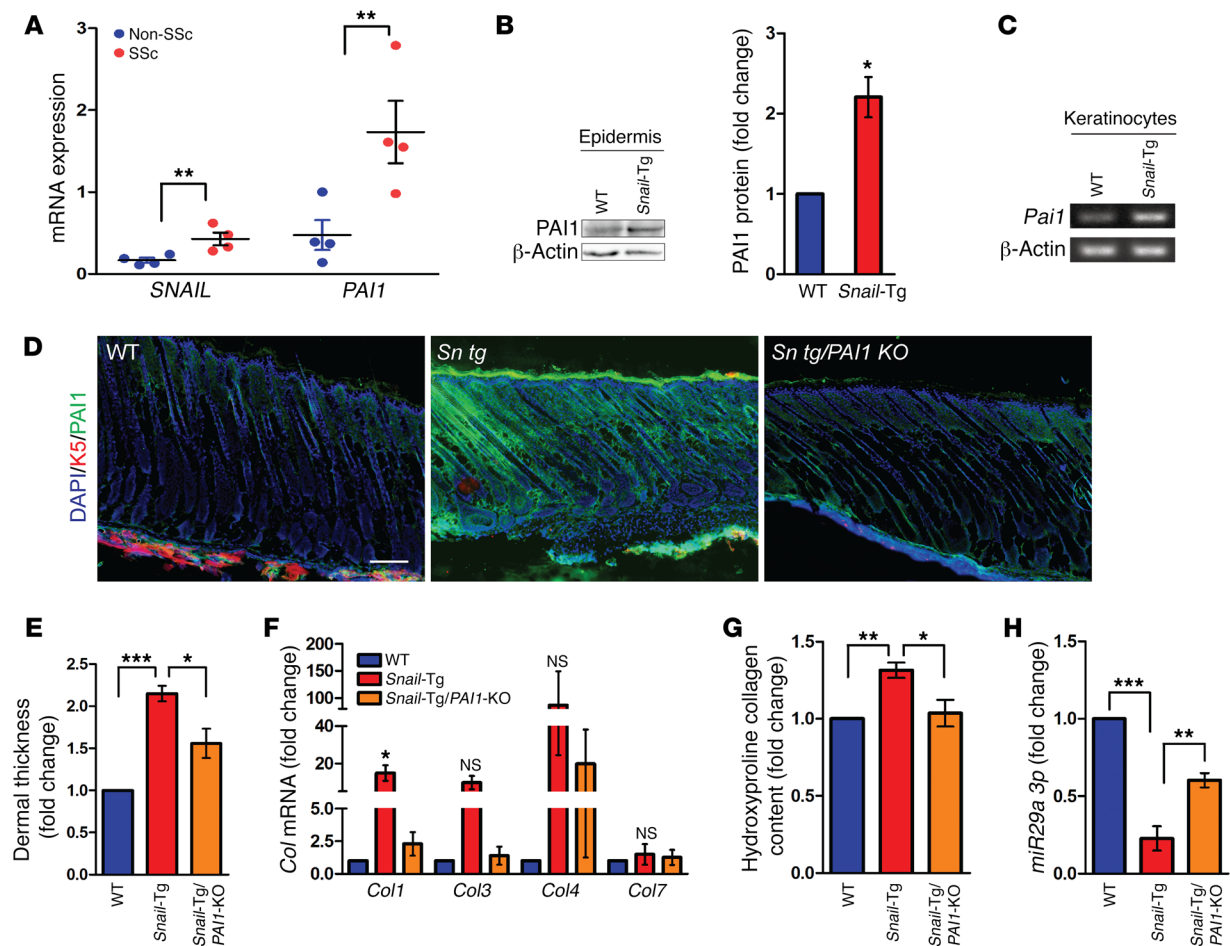 A
mRNA expression
3
2
1
0
Non-SSc
SSc
**
**
SNAIL
PAI1
B
Epidermis
WT
Snail-Tg
PAI1
β-Actin
PAI1 protein (fold change)
3
2
1
0
*
WT
Snail-Tg
C
Keratinocytes
WT
Snail-Tg
Pai1
β-Actin
D
DAPI/K5/PAI1
WT
Sn tg
Sn tg/PAI1 KO
E
Dermal thickness
(fold change)
2.5
2.0
1.5
1.0
0.5
0
***
*
WT
Snail-Tg
Snail-Tg/
PAI1-KO
F
Col mRNA (fold change)
200
150
100
50
40
20
5.0
2.5
0
WT
Snail-Tg
Snail-Tg/PAI1-KO
*
NS
NS
NS
Col1
Col3
Col4
Col7
G
Hydroxyproline collagen
content (fold change)
1.5
1.0
0.5
0
**
*
WT
Snail-Tg
Snail-Tg/
PAI1-KO
H
miR29a 3p (fold change)
1.5
1.0
0.5
0
***
**
WT
Snail-Tg
Snail-Tg/
PAI1-KO